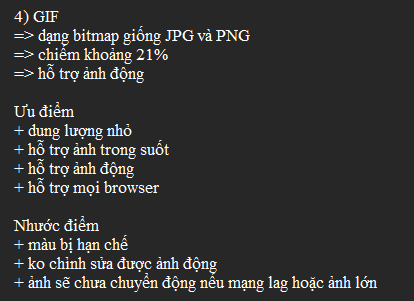 4) GIF
=> dạng bitmap giống JPG và PNG
=> chiếm khoảng 21%
=> hỗ trợ ảnh động
Ưu điểm
+ dung lượng nhỏ
+ hỗ trợ ảnh trong suốt
+ hỗ trợ ảnh động
+ hỗ trợ mọi browser
Nhược điểm
+ màu bị hạn chế
+ ko chỉnh sửa được ảnh động
+ ảnh sẽ chưa chuyển động nếu mạng lag hoặc ảnh lớn